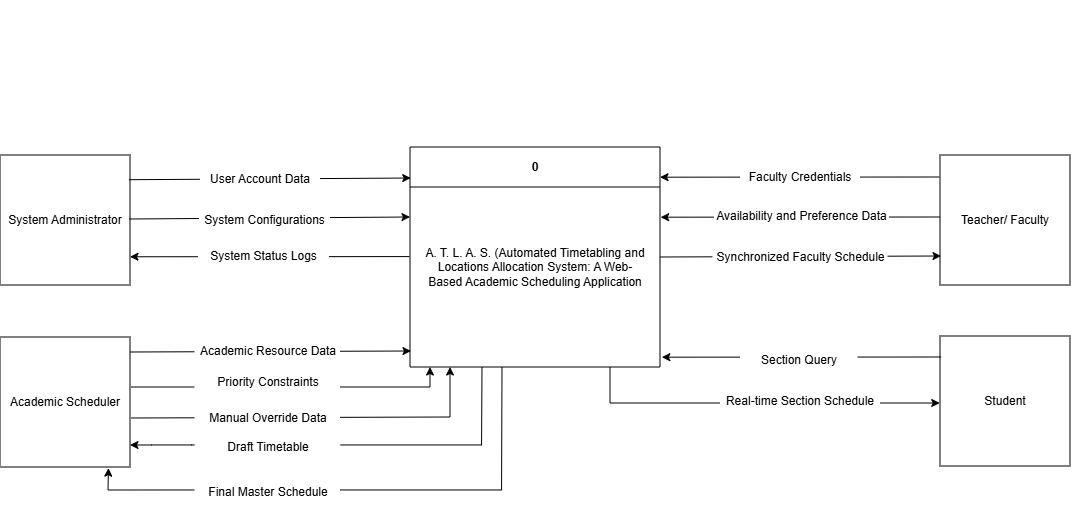 0
User Account Data
Faculty Credentials
System Administrator
System Configurations
Availability and Preference Data
Teacher/ Faculty
System Status Logs
A. T. L. A. S. (Automated Timetabling and
Locations Allocation System: A Web-
Based Academic Scheduling Application
Synchronized Faculty Schedule
Academic Resource Data
Section Query
Priority Constraints
Academic Scheduler
Real-time Section Schedule
Student
Manual Override Data
Draft Timetable
Final Master Schedule